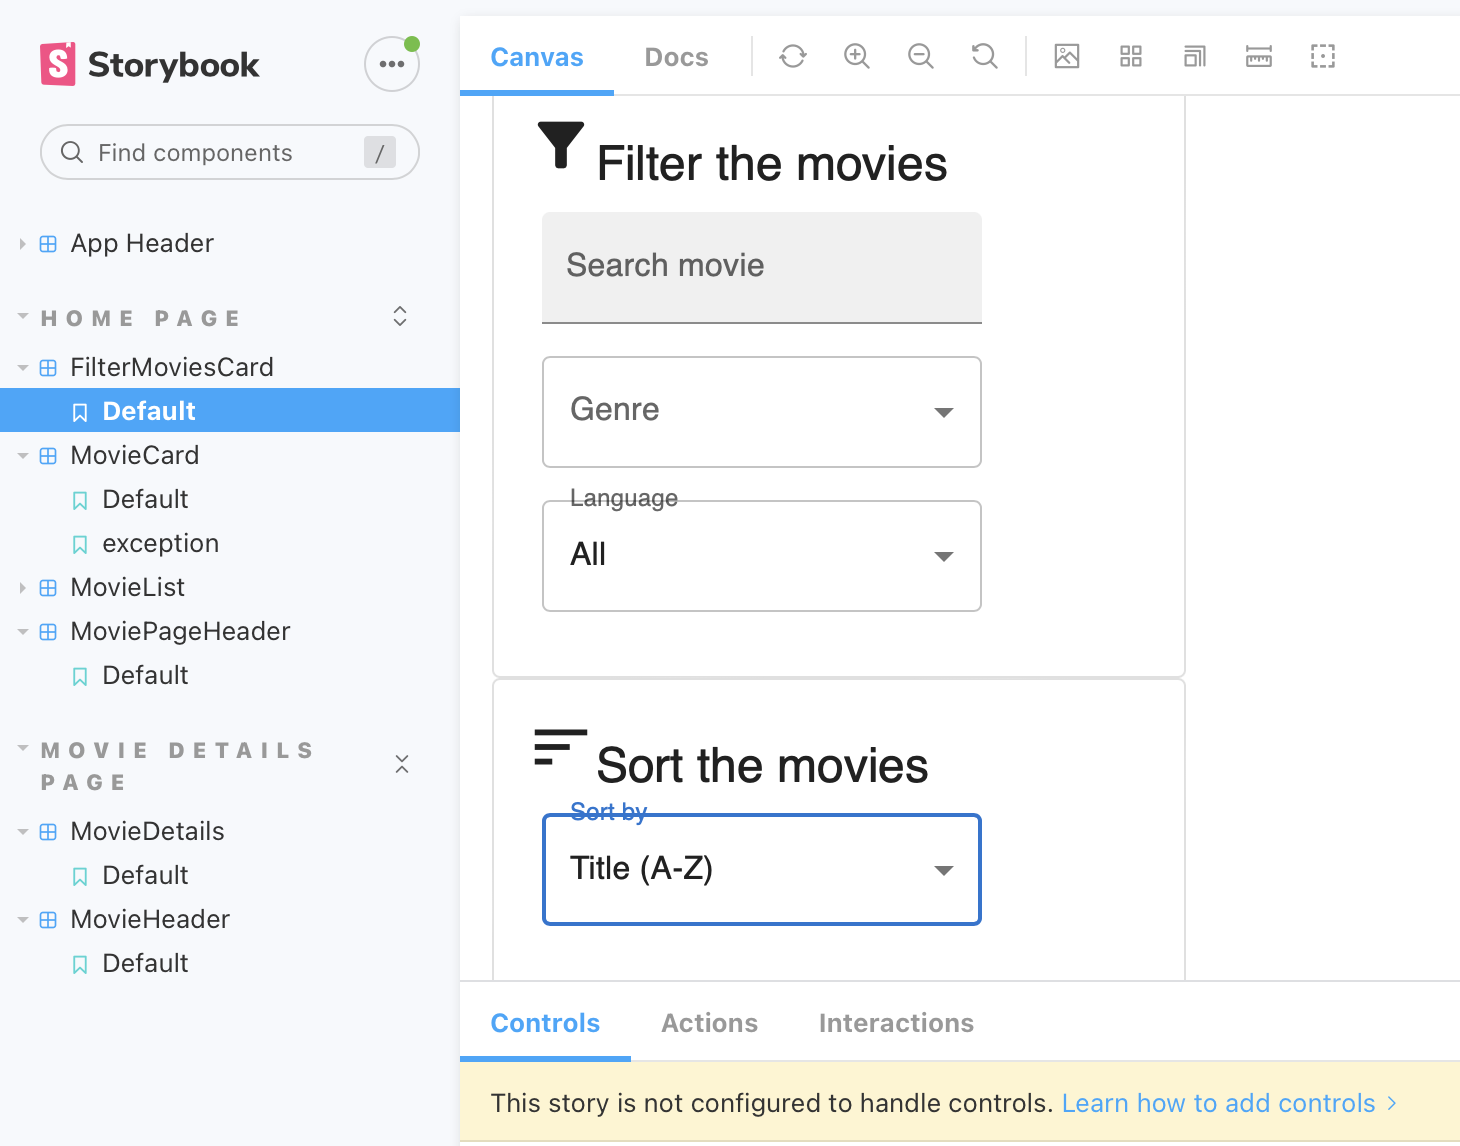 Storybook
Find components
/
App Header
HOME PAGE
FilterMoviesCard
Default
MovieCard
Default
exception
MovieList
MoviePageHeader
Default
MOVIE DETAILS
PAGE
MovieDetails
Default
MovieHeader
Default
Canvas
Docs
Filter the movies
Search movie
Genre
Language
All
Sort the movies
Sort by
Title (A-Z)
Controls
Actions
Interactions
This story is not configured to handle controls. Learn how to add controls